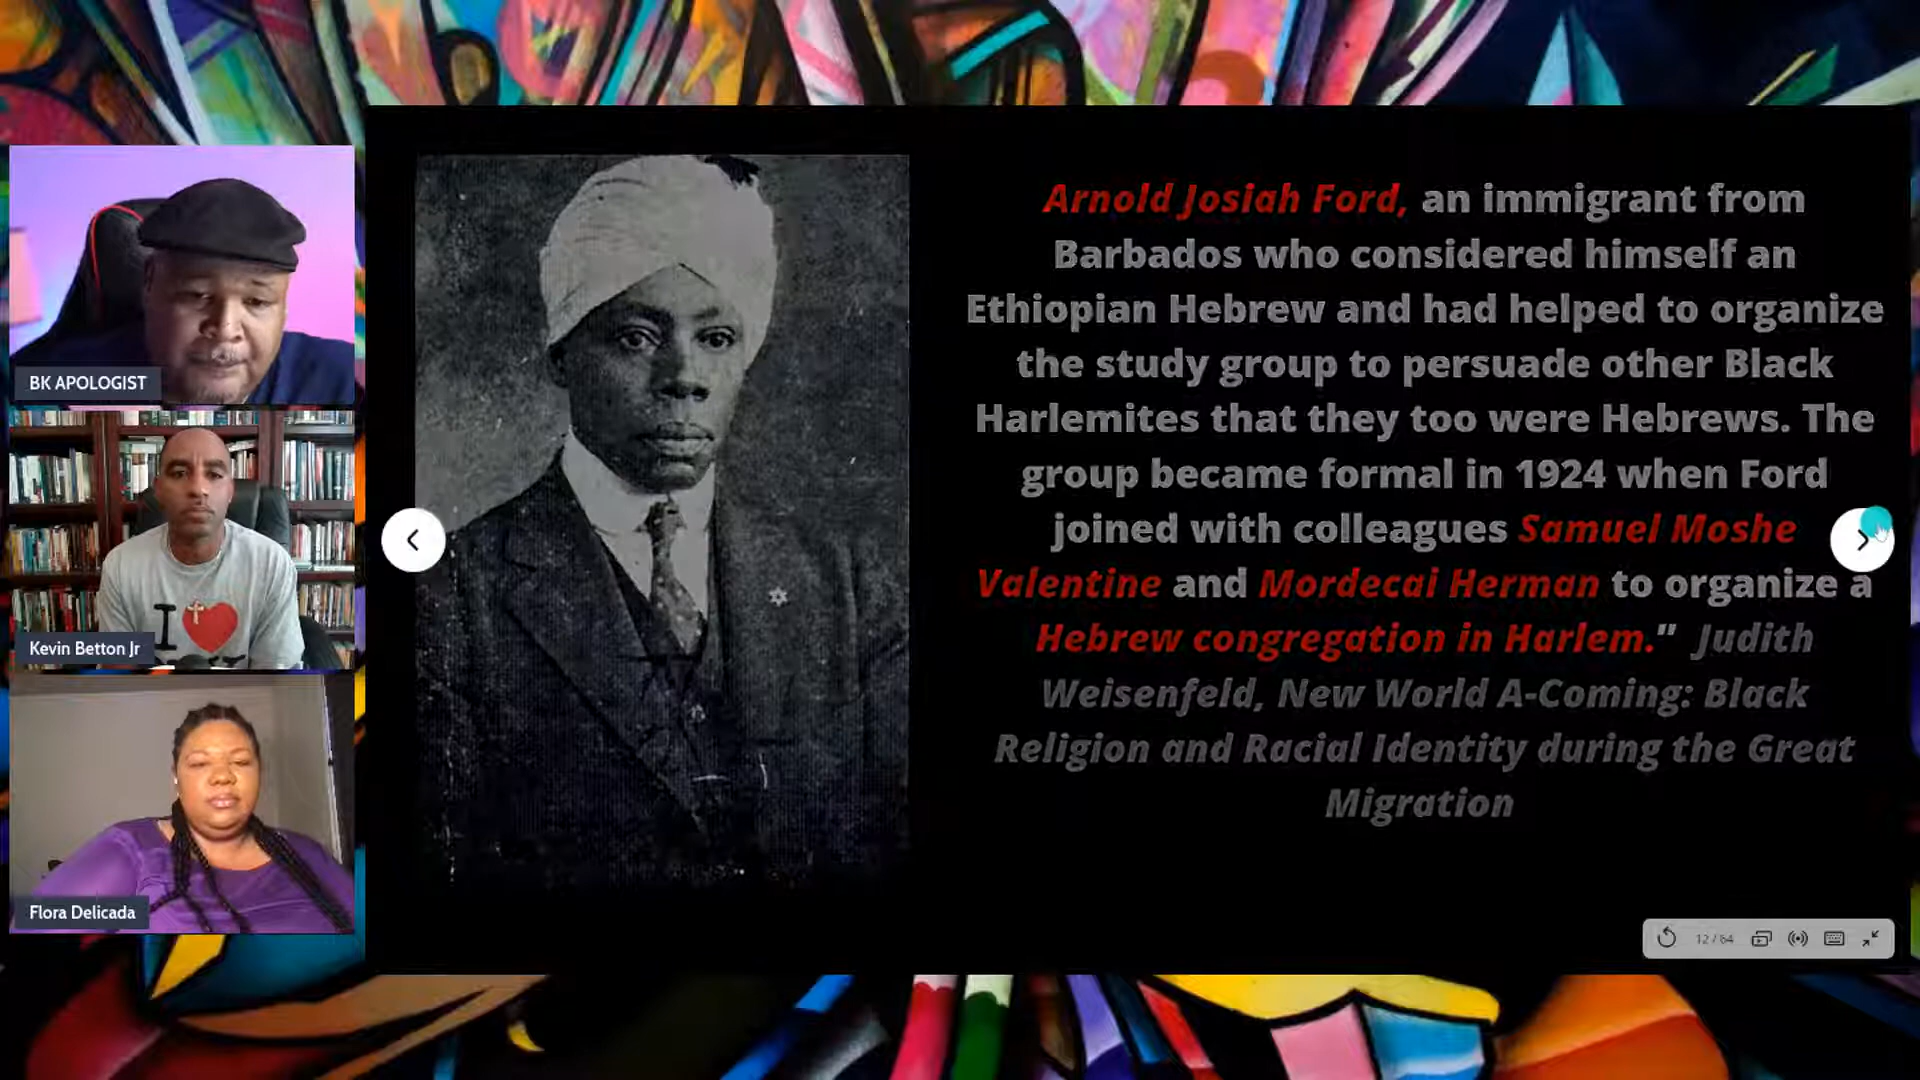 BK APOLOGIST
Kevin Betton Jr
Flora Delicada
I
Arnold Josiah Ford, an immigrant from
Barbados who considered himself an
Ethiopian Hebrew and had helped to organize
the study group to persuade other Black
Harlemites that they too were Hebrews. The
group became formal in 1924 when Ford
joined with colleagues Samuel Moshe
Valentine and Mordecai Herman to organize a
Hebrew congregation in Harlem." Judith
Weisenfeld, New World A-Coming: Black
Religion and Racial Identity during the Great
Migration
12 / 64